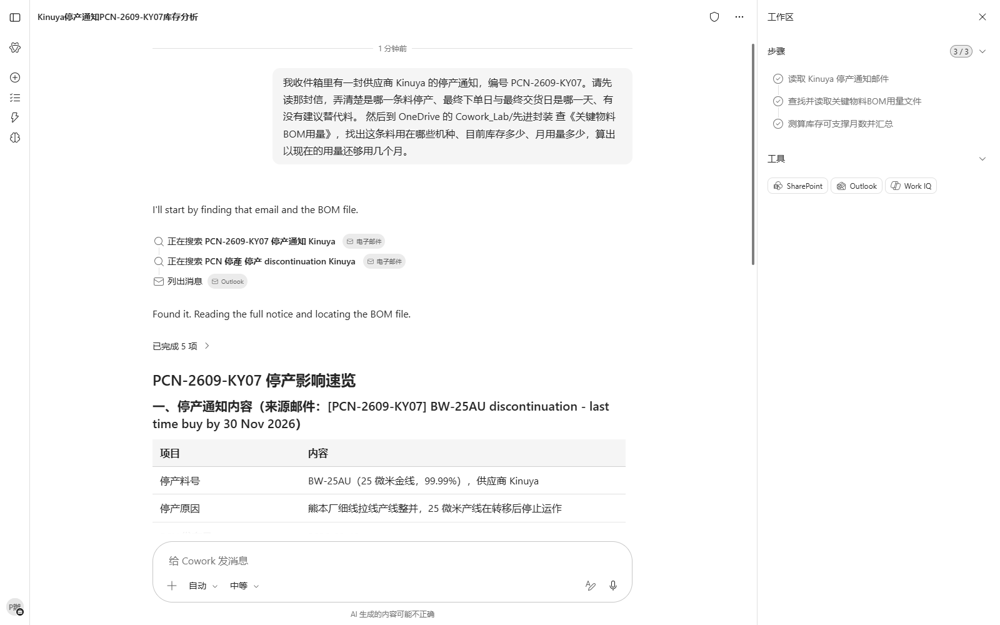 Kinuya停产通知PCN-2609-KY07库存分析
1 分钟前
我收件箱里有一封供应商 Kinuya 的停产通知，编号 PCN-2609-KY07。请先
读那封信，弄清楚是哪一条料停产、最终下单日与最终交货日是哪一天、有
没有建议替代料。 然后到 OneDrive 的 Cowork_Lab/先进封装 查《关键物料
BOM用量》，找出这条料用在哪些机种、目前库存多少、月用量多少，算出
以现在的用量还够用几个月。
I'll start by finding that email and the BOM file.
正在搜索 PCN-2609-KY07 停产通知 Kinuya 电子邮件
正在搜索 PCN 停產 停产 discontinuation Kinuya 电子邮件
列出消息 Outlook
Found it. Reading the full notice and locating the BOM file.
已完成 5 项
PCN-2609-KY07 停产影响速览
一、停产通知内容（来源邮件：[PCN-2609-KY07] BW-25AU discontinuation - last
time buy by 30 Nov 2026）
项目 内容
停产料号 BW-25AU（25 微米金线，99.99%），供应商 Kinuya
停产原因 熊本厂细线拉线产线整并，25 微米产线在转移后停止运作
给 Cowork 发消息
自动 中等
AI 生成的内容可能不正确
P辦
工作区
步骤 3 / 3
读取 Kinuya 停产通知邮件
查找并读取关键物料BOM用量文件
测算库存可支撑月数并汇总
工具
SharePoint Outlook Work IQ